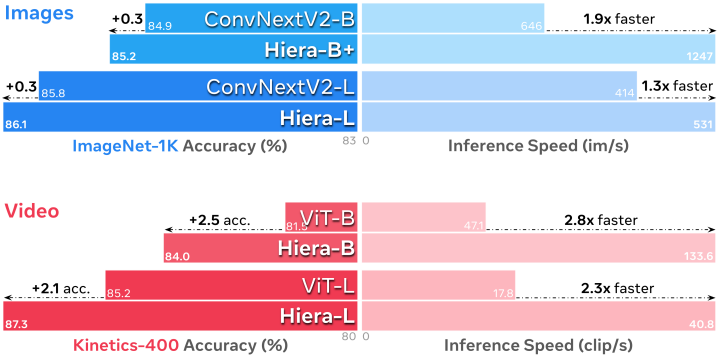 Images
+0.3
84.9
ConvNextV2-B
646
1.9x faster
85.2
Hiera-B+
1247
+0.3
85.8
ConvNextV2-L
414
1.3x faster
86.1
Hiera-L
531
ImageNet-1K Accuracy (%)
83
0
Inference Speed (im/s)
Video
+2.5 acc.
81.5
ViT-B
47.1
2.8x faster
84.0
Hiera-B
133.6
+2.1 acc.
85.2
ViT-L
17.8
2.3x faster
87.3
Hiera-L
40.8
Kinetics-400 Accuracy (%)
80
0
Inference Speed (clip/s)